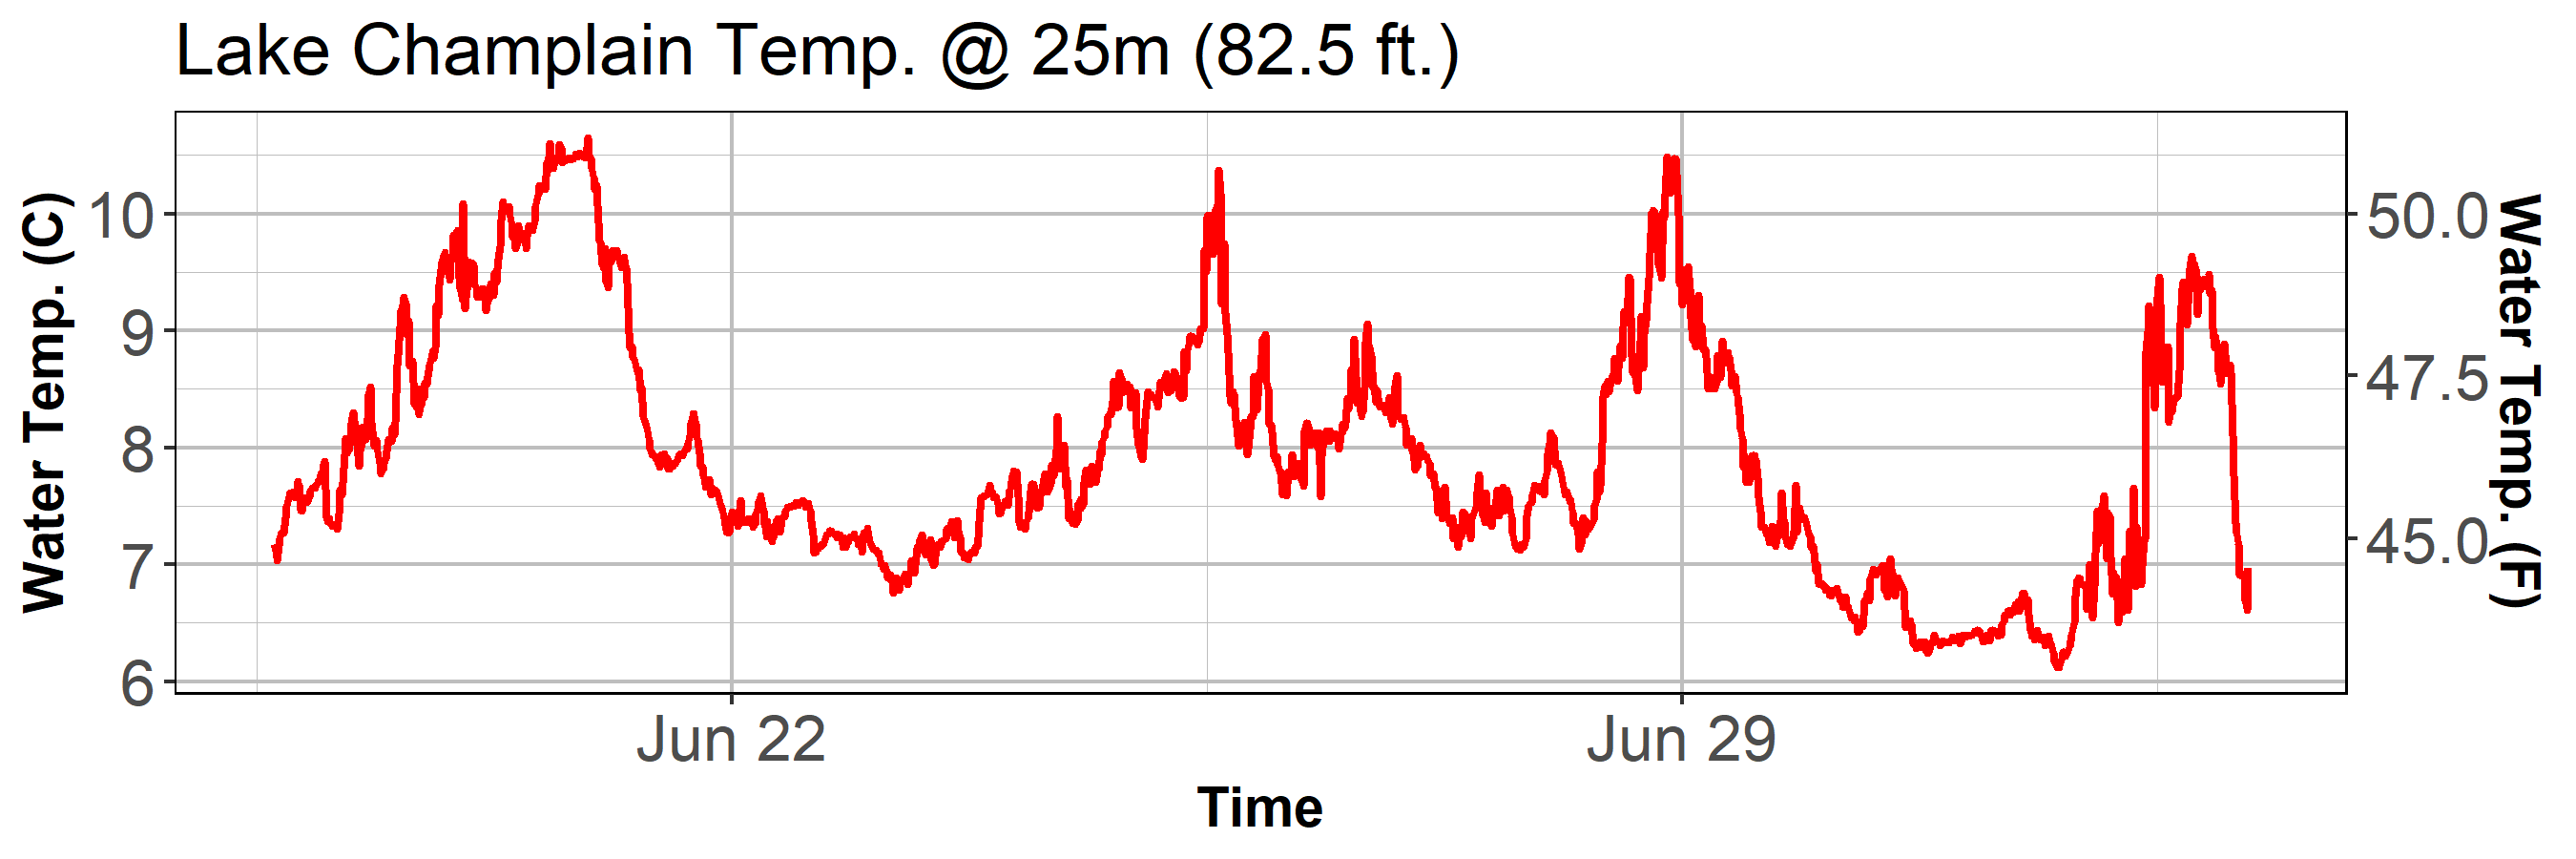 Lake Champlain Temp. @ 25m (82.5 ft.)
Water Temp. (C)
10
9
8
7
6
50.0
47.5
45.0
Water Temp. (F)
Jun 22
Jun 29
Time